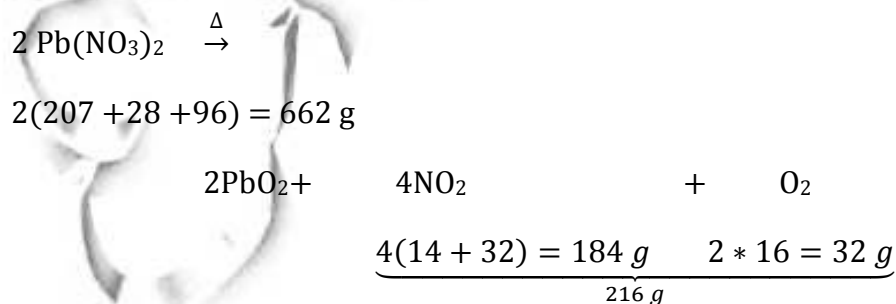 2 Pb(NO₃)₂ →^Δ
2(207 +28 +96) = 662 g
2PbO₂+ 4NO₂ + O₂
4(14 + 32) = 184 g 2 * 16 = 32 g
216 g